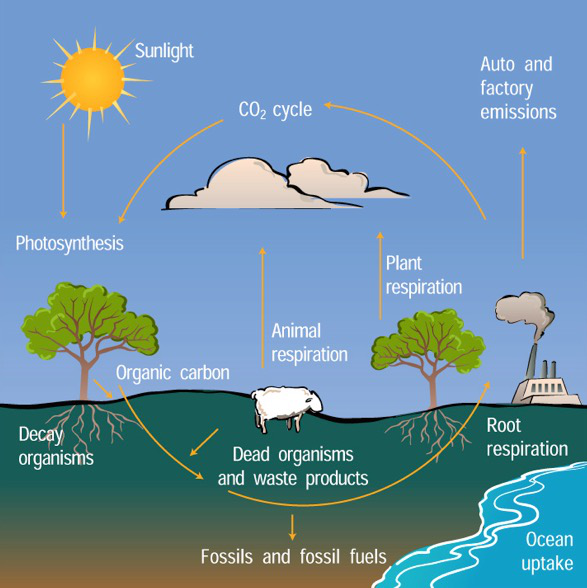 Sunlight
Auto and
factory
emissions
CO₂ cycle
Photosynthesis
Plant
respiration
Animal
respiration
Organic carbon
Decay
organisms
Dead organisms
and waste products
Root
respiration
Ocean
uptake
Fossils and fossil fuels